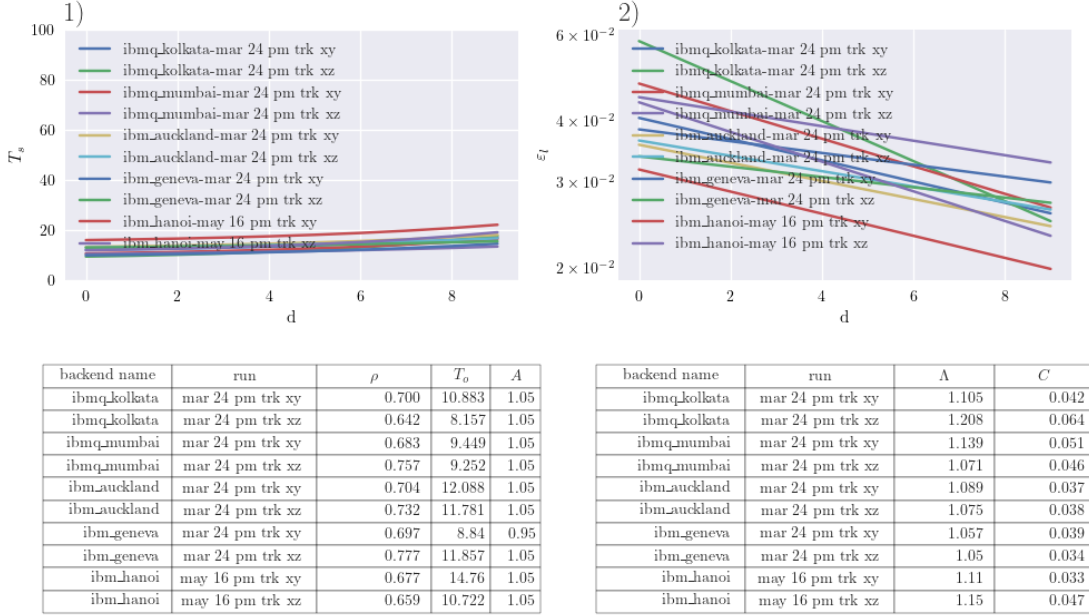 1)
100
80
60
40
20
0
T_s
ibmq_kolkata-mar 24 pm trk xy
ibmq_kolkata-mar 24 pm trk xz
ibmq_mumbai-mar 24 pm trk xy
ibmq_mumbai-mar 24 pm trk xz
ibm_auckland-mar 24 pm trk xy
ibm_auckland-mar 24 pm trk xz
ibm_geneva-mar 24 pm trk xy
ibm_geneva-mar 24 pm trk xz
ibm_hanoi-may 16 pm trk xy
ibm_hanoi-may 16 pm trk xz
0 2 4 6 8
d
2)
6 × 10⁻²
4 × 10⁻²
3 × 10⁻²
2 × 10⁻²
ε_l
ibmq_kolkata-mar 24 pm trk xy
ibmq_kolkata-mar 24 pm trk xz
ibmq_mumbai-mar 24 pm trk xy
ibmq_mumbai-mar 24 pm trk xz
ibm_auckland-mar 24 pm trk xy
ibm_auckland-mar 24 pm trk xz
ibm_geneva-mar 24 pm trk xy
ibm_geneva-mar 24 pm trk xz
ibm_hanoi-may 16 pm trk xy
ibm_hanoi-may 16 pm trk xz
0 2 4 6 8
d
backend name run ρ T_o A
ibmq_kolkata mar 24 pm trk xy 0.700 10.883 1.05
ibmq_kolkata mar 24 pm trk xz 0.642 8.157 1.05
ibmq_mumbai mar 24 pm trk xy 0.683 9.449 1.05
ibmq_mumbai mar 24 pm trk xz 0.757 9.252 1.05
ibm_auckland mar 24 pm trk xy 0.704 12.088 1.05
ibm_auckland mar 24 pm trk xz 0.732 11.781 1.05
ibm_geneva mar 24 pm trk xy 0.697 8.84 0.95
ibm_geneva mar 24 pm trk xz 0.777 11.857 1.05
ibm_hanoi may 16 pm trk xy 0.677 14.76 1.05
ibm_hanoi may 16 pm trk xz 0.659 10.722 1.05
backend name run Λ C
ibmq_kolkata mar 24 pm trk xy 1.105 0.042
ibmq_kolkata mar 24 pm trk xz 1.208 0.064
ibmq_mumbai mar 24 pm trk xy 1.139 0.051
ibmq_mumbai mar 24 pm trk xz 1.071 0.046
ibm_auckland mar 24 pm trk xy 1.089 0.037
ibm_auckland mar 24 pm trk xz 1.075 0.038
ibm_geneva mar 24 pm trk xy 1.057 0.039
ibm_geneva mar 24 pm trk xz 1.05 0.034
ibm_hanoi may 16 pm trk xy 1.11 0.033
ibm_hanoi may 16 pm trk xz 1.15 0.047